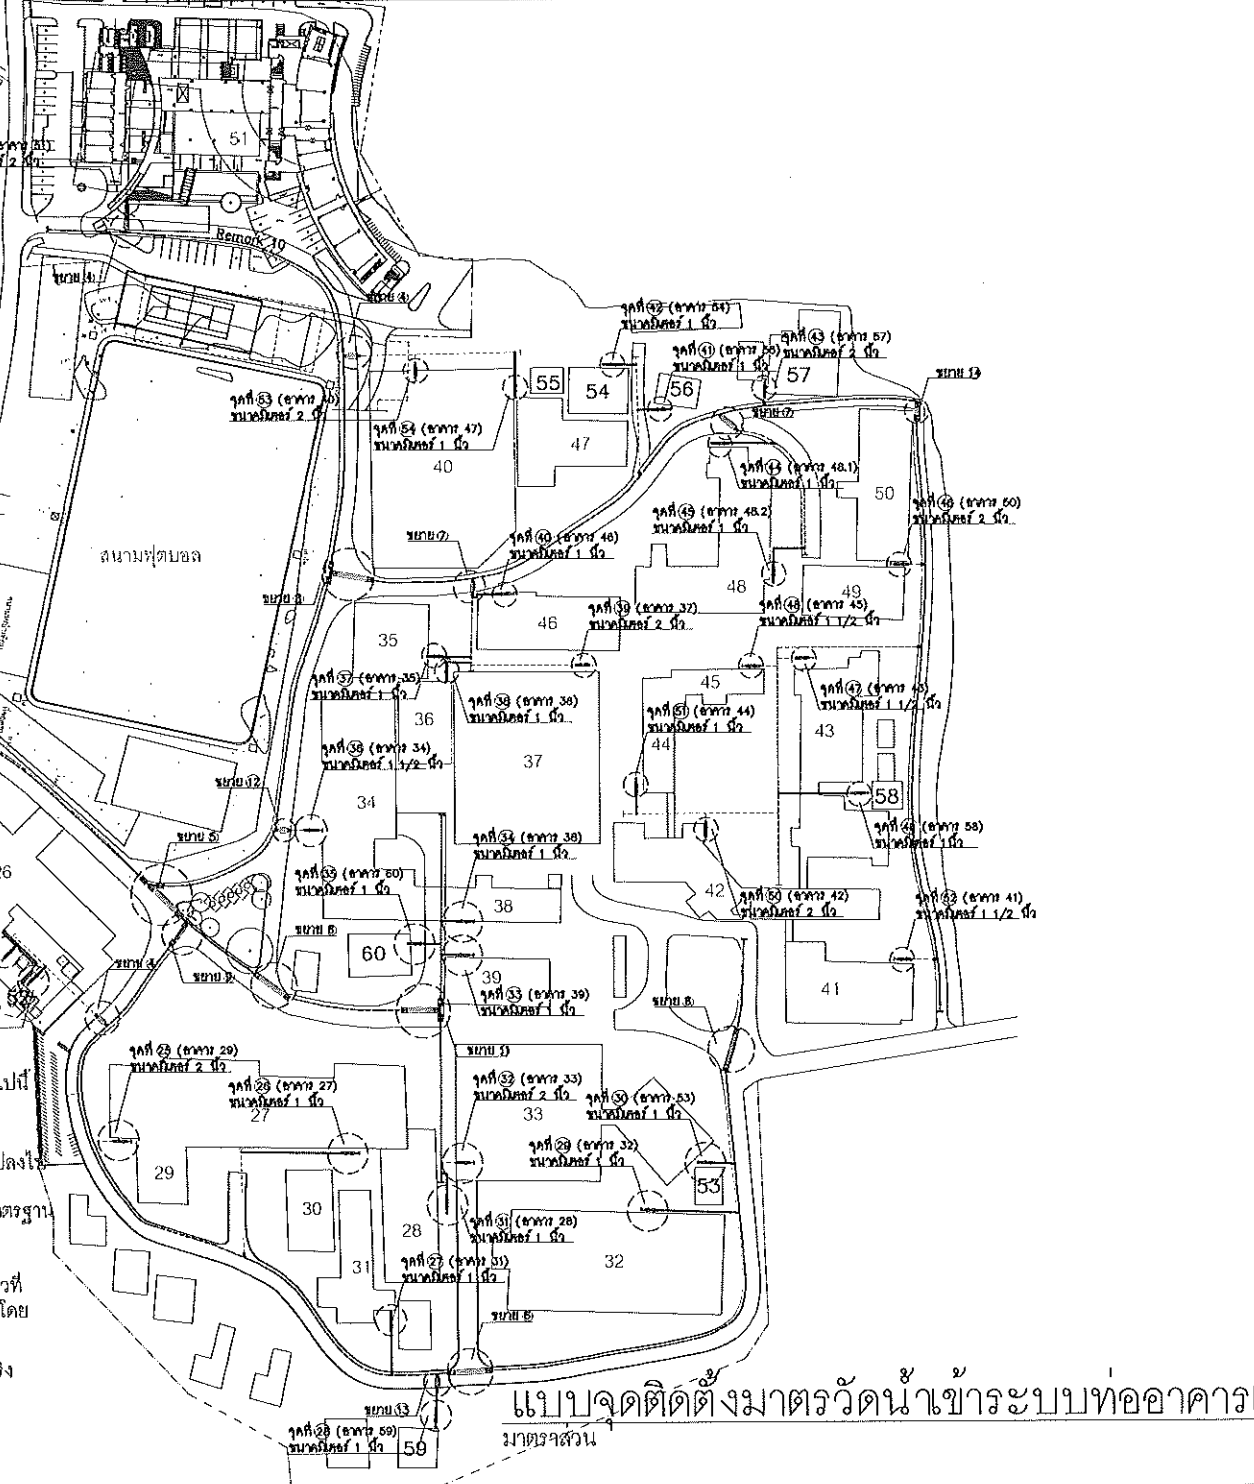 51
Remark 19
ขยาย 4
ขยาย 4
จุดที่ 42 (อาคาร 54)
ขนาดมิเตอร์ 1 นิ้ว
จุดที่ 41 (อาคาร 56)
ขนาดมิเตอร์ 1 นิ้ว
จุดที่ 43 (อาคาร 57)
ขนาดมิเตอร์ 2 นิ้ว
55
54
56
57
ขยาย 14
จุดที่ 53 (อาคาร 40)
ขนาดมิเตอร์ 2 นิ้ว
จุดที่ 54 (อาคาร 47)
ขนาดมิเตอร์ 1 นิ้ว
ขยาย 7
40
47
จุดที่ 44 (อาคาร 48.1)
ขนาดมิเตอร์ 1 นิ้ว
50
จุดที่ 46 (อาคาร 50)
ขนาดมิเตอร์ 2 นิ้ว
จุดที่ 45 (อาคาร 48.2)
ขนาดมิเตอร์ 1 นิ้ว
สนามฟุตบอล
ขยาย 7
จุดที่ 40 (อาคาร 46)
ขนาดมิเตอร์ 1 นิ้ว
ขยาย 3
48
49
46
จุดที่ 39 (อาคาร 37)
ขนาดมิเตอร์ 2 นิ้ว
จุดที่ 48 (อาคาร 45)
ขนาดมิเตอร์ 1 1/2 นิ้ว
35
จุดที่ 37 (อาคาร 35)
ขนาดมิเตอร์ 1 นิ้ว
36
จุดที่ 38 (อาคาร 36)
ขนาดมิเตอร์ 1 นิ้ว
45
จุดที่ 51 (อาคาร 44)
ขนาดมิเตอร์ 1 นิ้ว
44
จุดที่ 47 (อาคาร 43)
ขนาดมิเตอร์ 1 1/2 นิ้ว
43
จุดที่ 36 (อาคาร 34)
ขนาดมิเตอร์ 1 1/2 นิ้ว
37
ขยาย 12
34
58
จุดที่ 49 (อาคาร 58)
ขนาดมิเตอร์ 1 นิ้ว
ขยาย 5
จุดที่ 34 (อาคาร 38)
ขนาดมิเตอร์ 1 นิ้ว
26
จุดที่ 35 (อาคาร 60)
ขนาดมิเตอร์ 1 นิ้ว
38
42
จุดที่ 50 (อาคาร 42)
ขนาดมิเตอร์ 2 นิ้ว
จุดที่ 52 (อาคาร 41)
ขนาดมิเตอร์ 1 1/2 นิ้ว
ขยาย 6
60
ขยาย 4
ขยาย 2
39
จุดที่ 33 (อาคาร 39)
ขนาดมิเตอร์ 1 นิ้ว
41
52
ขยาย 8
จุดที่ 25 (อาคาร 29)
ขนาดมิเตอร์ 2 นิ้ว
ขยาย 11
จุดที่ 26 (อาคาร 27)
ขนาดมิเตอร์ 1 นิ้ว
27
จุดที่ 32 (อาคาร 33)
ขนาดมิเตอร์ 2 นิ้ว
33
จุดที่ 30 (อาคาร 53)
ขนาดมิเตอร์ 1 นิ้ว
จุดที่ 29 (อาคาร 32)
ขนาดมิเตอร์ 1 นิ้ว
29
30
53
28
จุดที่ 31 (อาคาร 28)
ขนาดมิเตอร์ 1 นิ้ว
จุดที่ 27 (อาคาร 31)
ขนาดมิเตอร์ 1 นิ้ว
31
32
โดย
ขยาย 6
ขยาย 13
จุดที่ 28 (อาคาร 59)
ขนาดมิเตอร์ 1 นิ้ว
59
แบบจุดติดตั้งมาตรวัดน้ำเข้าระบบท่ออาคาร
มาตราส่วน